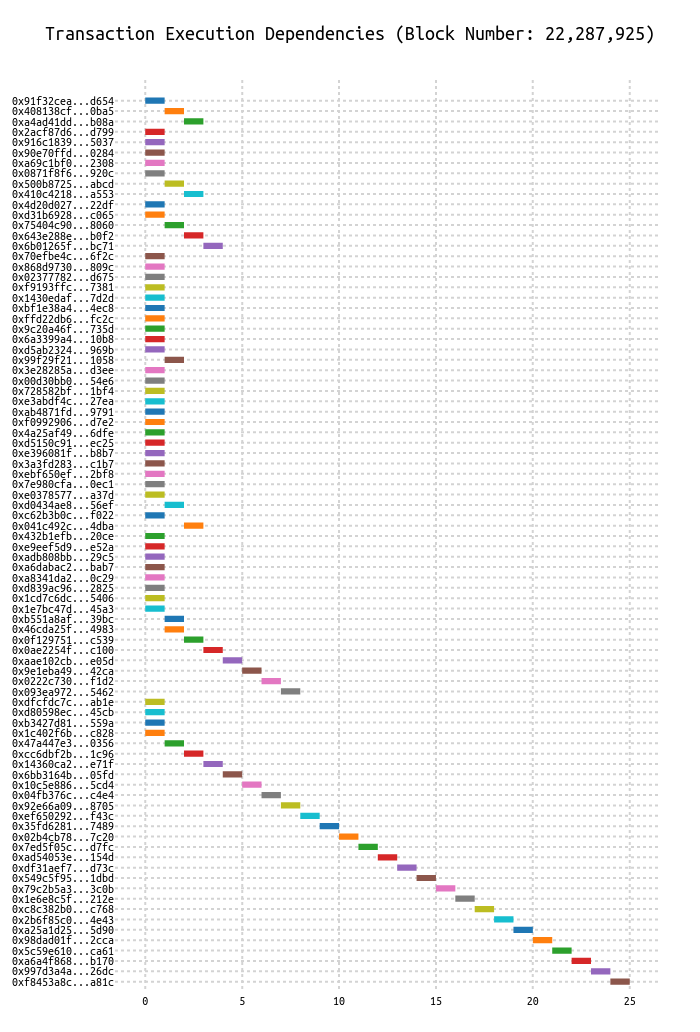 Transaction Execution Dependencies (Block Number: 22,287,925)
0x91f32cea...d654
0x408138cf...0ba5
0xa4ad41dd...b08a
0x2acf87d6...d799
0x916c1839...5037
0x90e70ffd...0284
0xa69c1bf0...2308
0x0871f8f6...920c
0x500b8725...abcd
0x410c4218...a553
0x4d20d027...22df
0xd31b6928...c065
0x75404c90...8060
0x643e288e...b0f2
0x6b01265f...bc71
0x70efbe4c...6f2c
0x868d9730...809c
0x02377782...d675
0xf9193ffc...7381
0x1430edaf...7d2d
0xbf1e38a4...4ec8
0xffd22db6...fc2c
0x9c20a46f...735d
0x6a3399a4...10b8
0xd5ab2324...969b
0x99f29f21...1058
0x3e28285a...d3ee
0x00d30bb0...54e6
0x728582bf...1bf4
0xe3abdf4c...27ea
0xab4871fd...9791
0xf0992906...d7e2
0x4a25af49...6dfe
0xd5150c91...ec25
0xe396081f...b8b7
0x3a3fd283...c1b7
0xebf650ef...2bf8
0x7e980cfa...0ec1
0xe0378577...a37d
0xd0434ae8...56ef
0xc62b3b0c...f022
0x041c492c...4dba
0x432b1efb...20ce
0xe9eef5d9...e52a
0xadb808bb...29c5
0xa6dabac2...bab7
0xa8341da2...0c29
0xd839ac96...2825
0x1cd7c6dc...5406
0x1e7bc47d...45a3
0xb551a8af...39bc
0x46cda25f...4983
0x0f129751...c539
0x0ae2254f...c100
0xaae102cb...e05d
0x9e1eba49...42ca
0x0222c730...f1d2
0x093ea972...5462
0xdfcfdc7c...ab1e
0xd80598ec...45cb
0xb3427d81...559a
0x1c402f6b...c828
0x47a447e3...0356
0xcc6dbf2b...1c96
0x14360ca2...e71f
0x6bb3164b...05fd
0x10c5e886...5cd4
0x04fb376c...c4e4
0x92e66a09...8705
0xef650292...f43c
0x35fd6281...7489
0x02b4cb78...7c20
0x7ed5f05c...d7fc
0xad54053e...154d
0xdf31aef7...d73c
0x549c5f95...1dbd
0x79c2b5a3...3c0b
0x1e6e8c5f...212e
0xc8c382b0...c768
0x2b6f85c0...4e43
0xa25a1d25...5d90
0x98dad01f...2cca
0x5c59e610...ca61
0xa6a4f868...b170
0x997d3a4a...26dc
0xf8453a8c...a81c
0 5 10 15 20 25